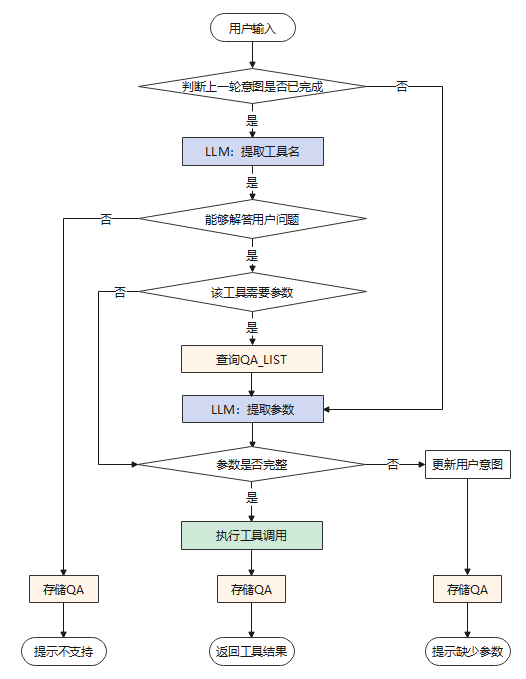 用户输入
判断上一轮意图是否已完成
否
是
LLM：提取工具名
是
能够解答用户问题
否
是
该工具需要参数
否
是
查询QA_LIST
LLM：提取参数
参数是否完整
否
更新用户意图
是
执行工具调用
存储QA
存储QA
存储QA
提示不支持
返回工具结果
提示缺少参数